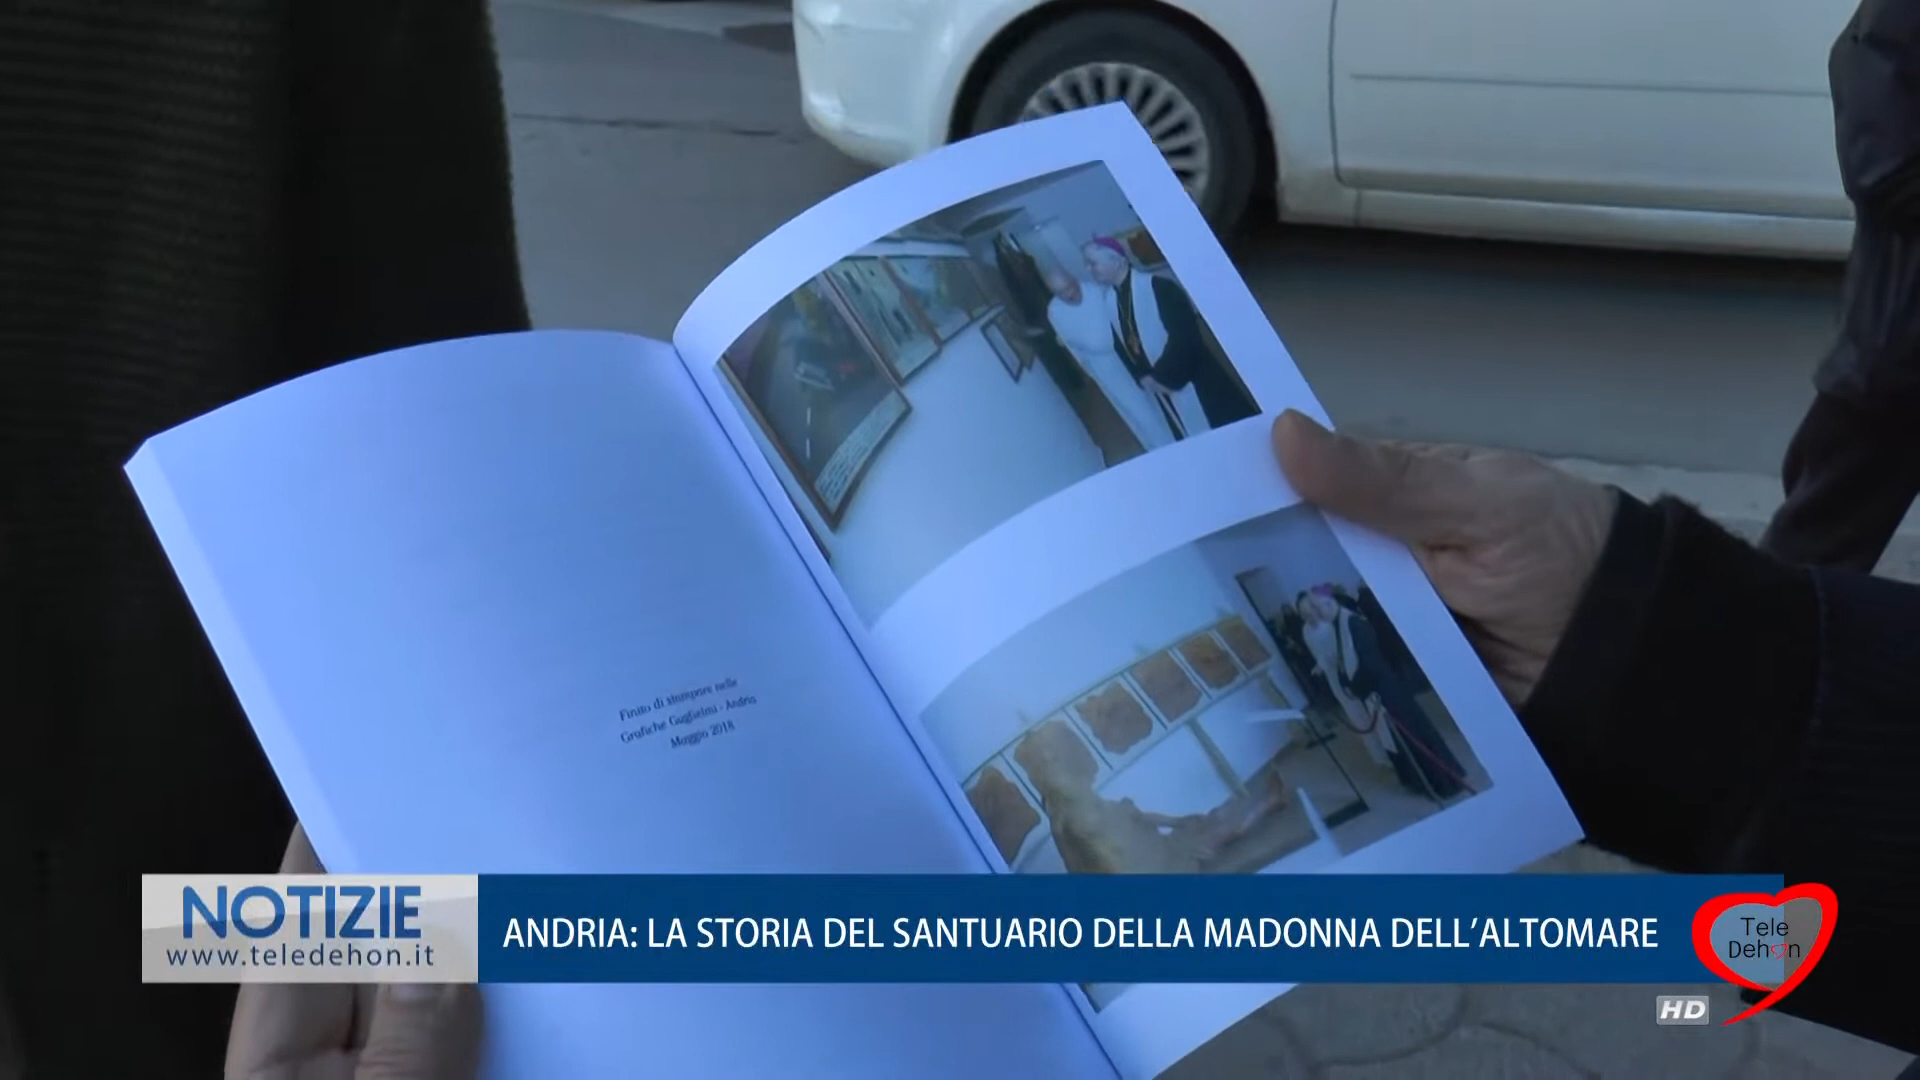 Finito di stampare nelle
Grafiche Guglielmi - Andria
Maggio 2018
NOTIZIE
www.teledehon.it
ANDRIA: LA STORIA DEL SANTUARIO DELLA MADONNA DELL'ALTOMARE
Tele
Dehon
HD